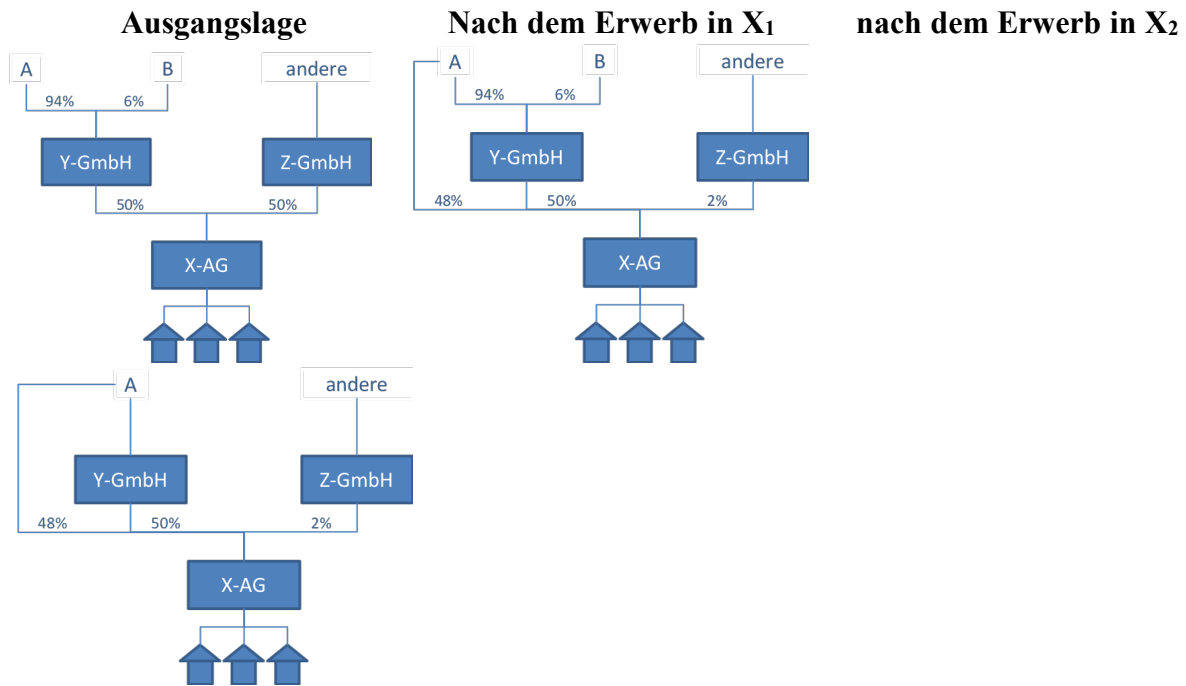 Ausgangslage Nach dem Erwerb in X₁ nach dem Erwerb in X₂
A B andere
94% 6%
Y-GmbH Z-GmbH
50% 50%
X-AG
A B andere
94% 6%
Y-GmbH Z-GmbH
48% 50% 2%
X-AG
A andere
Y-GmbH Z-GmbH
48% 50% 2%
X-AG